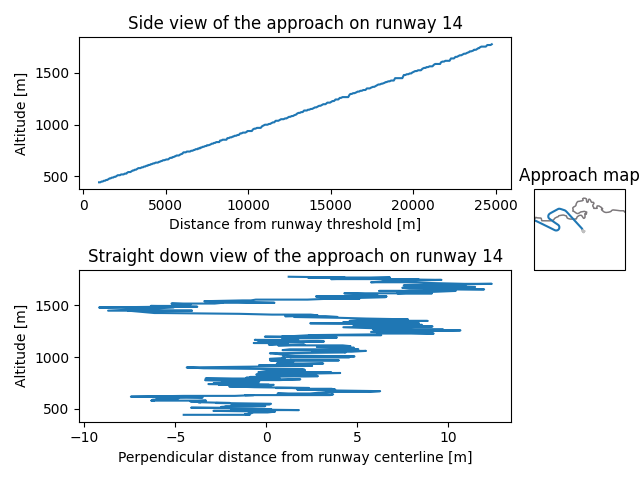 Side view of the approach on runway 14
Altitude [m]
1500
1000
500
0
5000
10000
15000
20000
25000
Distance from runway threshold [m]
Approach map
Straight down view of the approach on runway 14
Altitude [m]
1500
1000
500
−10
−5
0
5
10
Perpendicular distance from runway centerline [m]